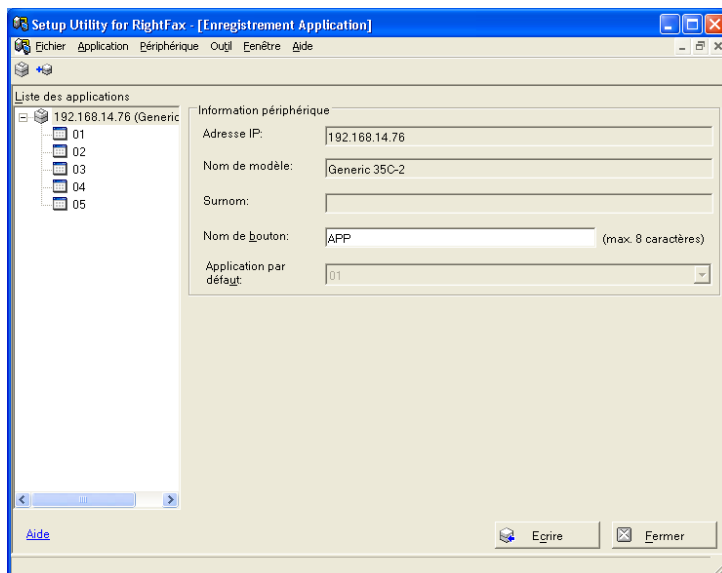 Setup Utility for RightFax - [Enregistrement Application]
Fichier Application Périphérique Outil Fenêtre Aide
Liste des applications
192.168.14.76 (Generic
01
02
03
04
05
Information périphérique
Adresse IP: 192.168.14.76
Nom de modèle: Generic 35C-2
Surnom:
Nom de bouton: APP (max. 8 caractères)
Application par
défaut: 01
Aide Ecrire Fermer